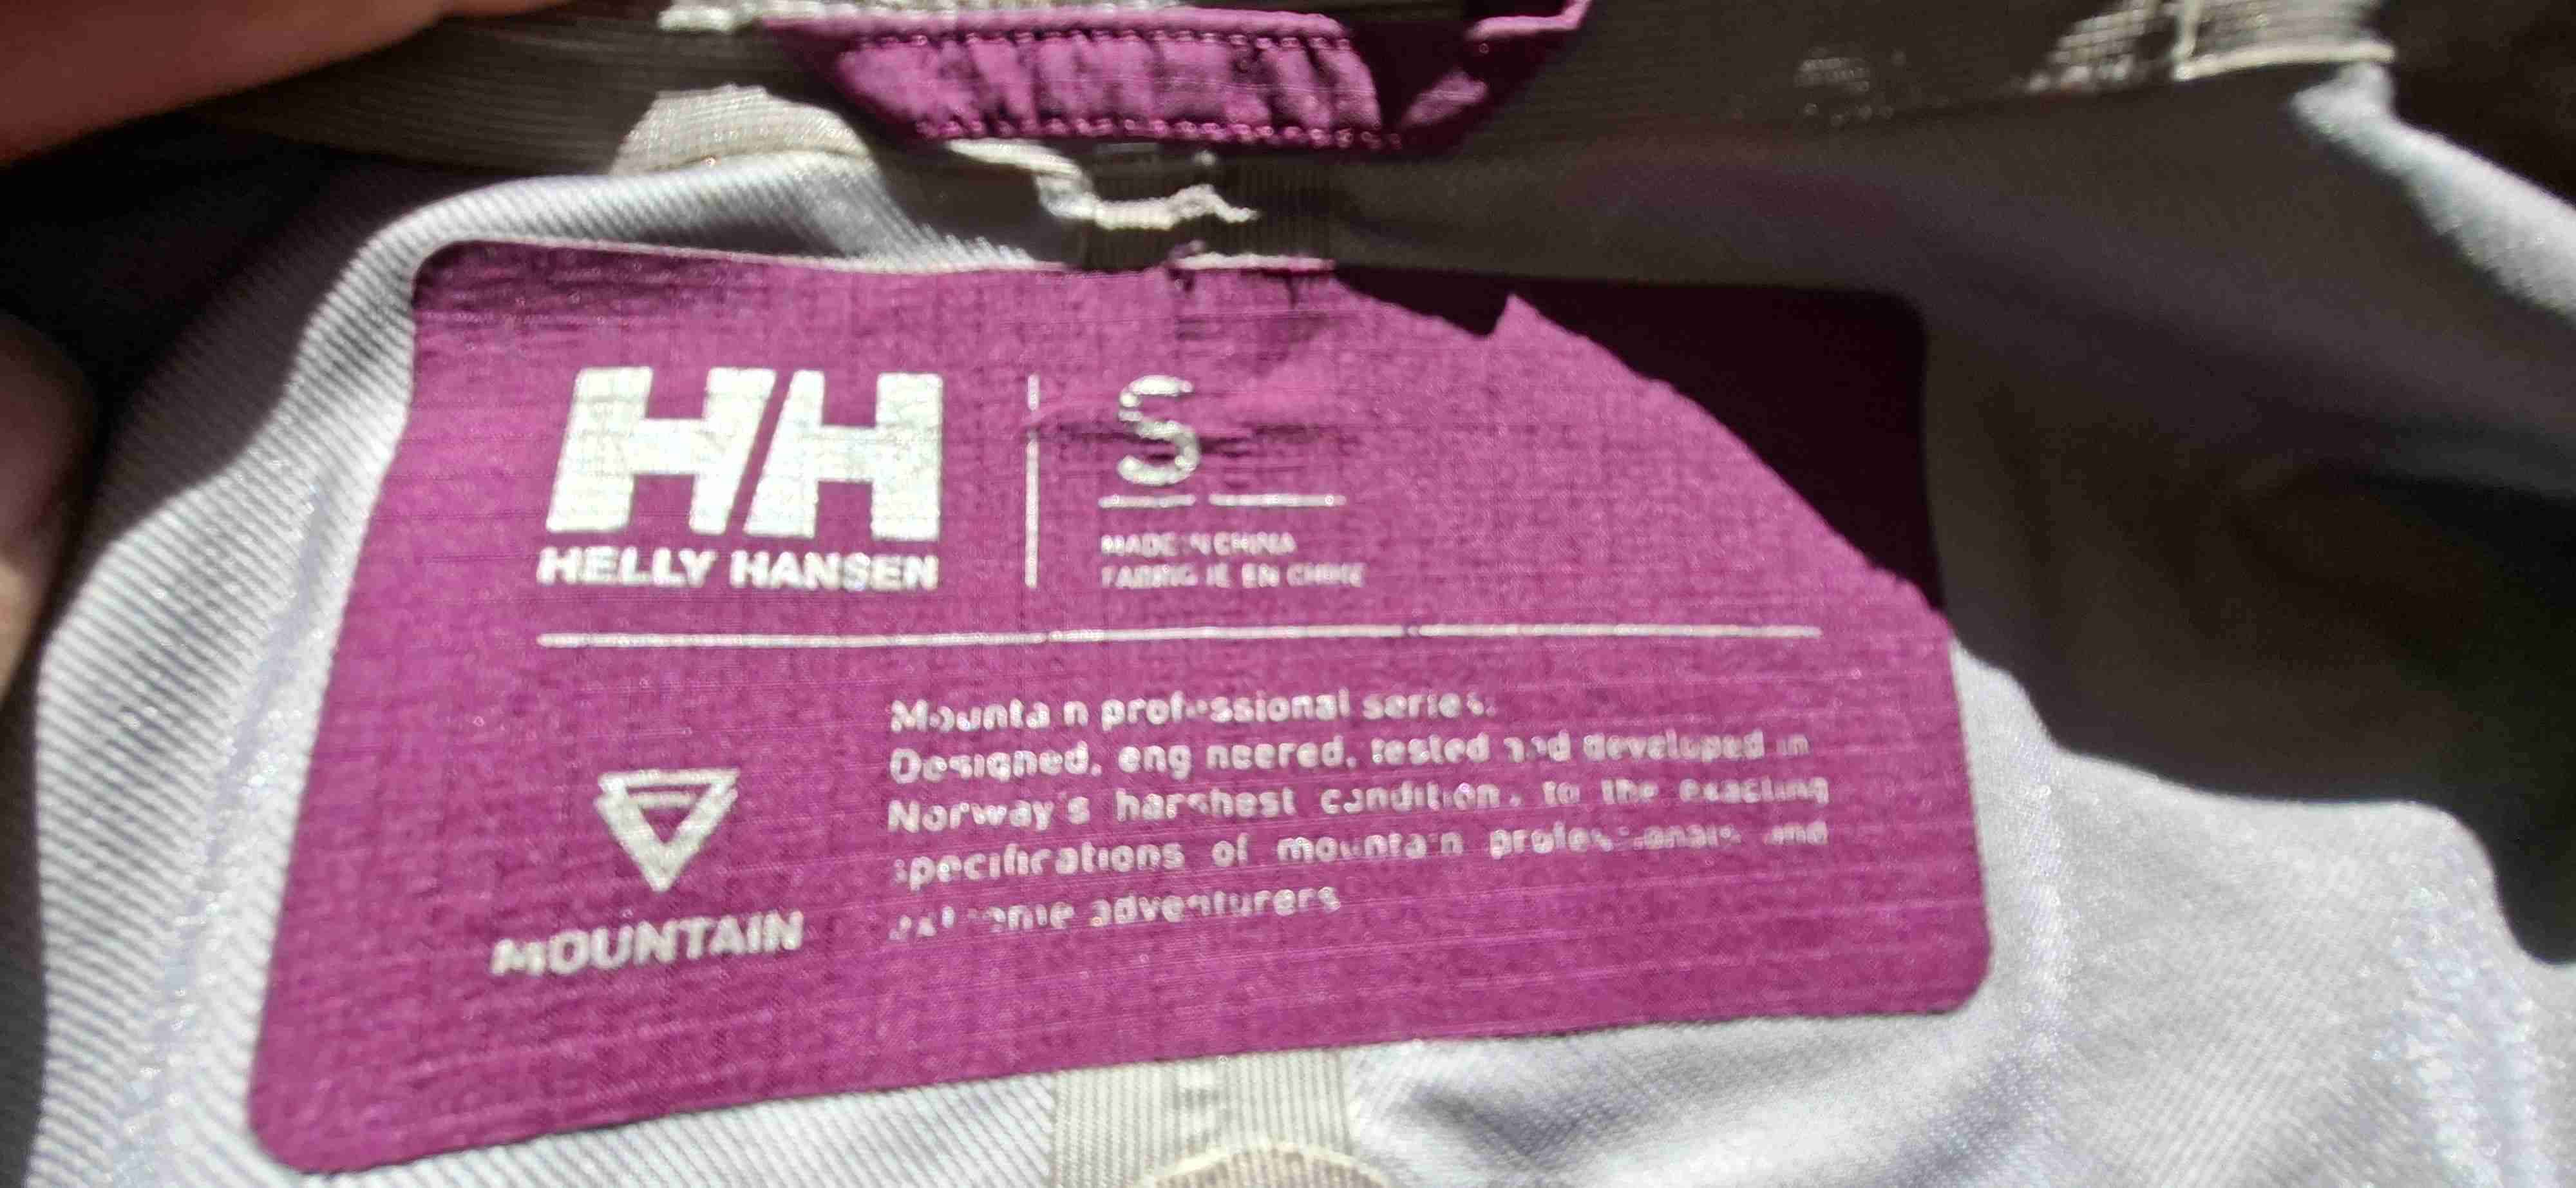 HH
HELLY HANSEN
S
MADE IN CHINA
FABRIQUE EN CHINE
Mountain professional series.
Designed, engineered, tested and developed in
Norway's harshest conditions, to the exacting
specifications of mountain professionals and
extreme adventurers
MOUNTAIN